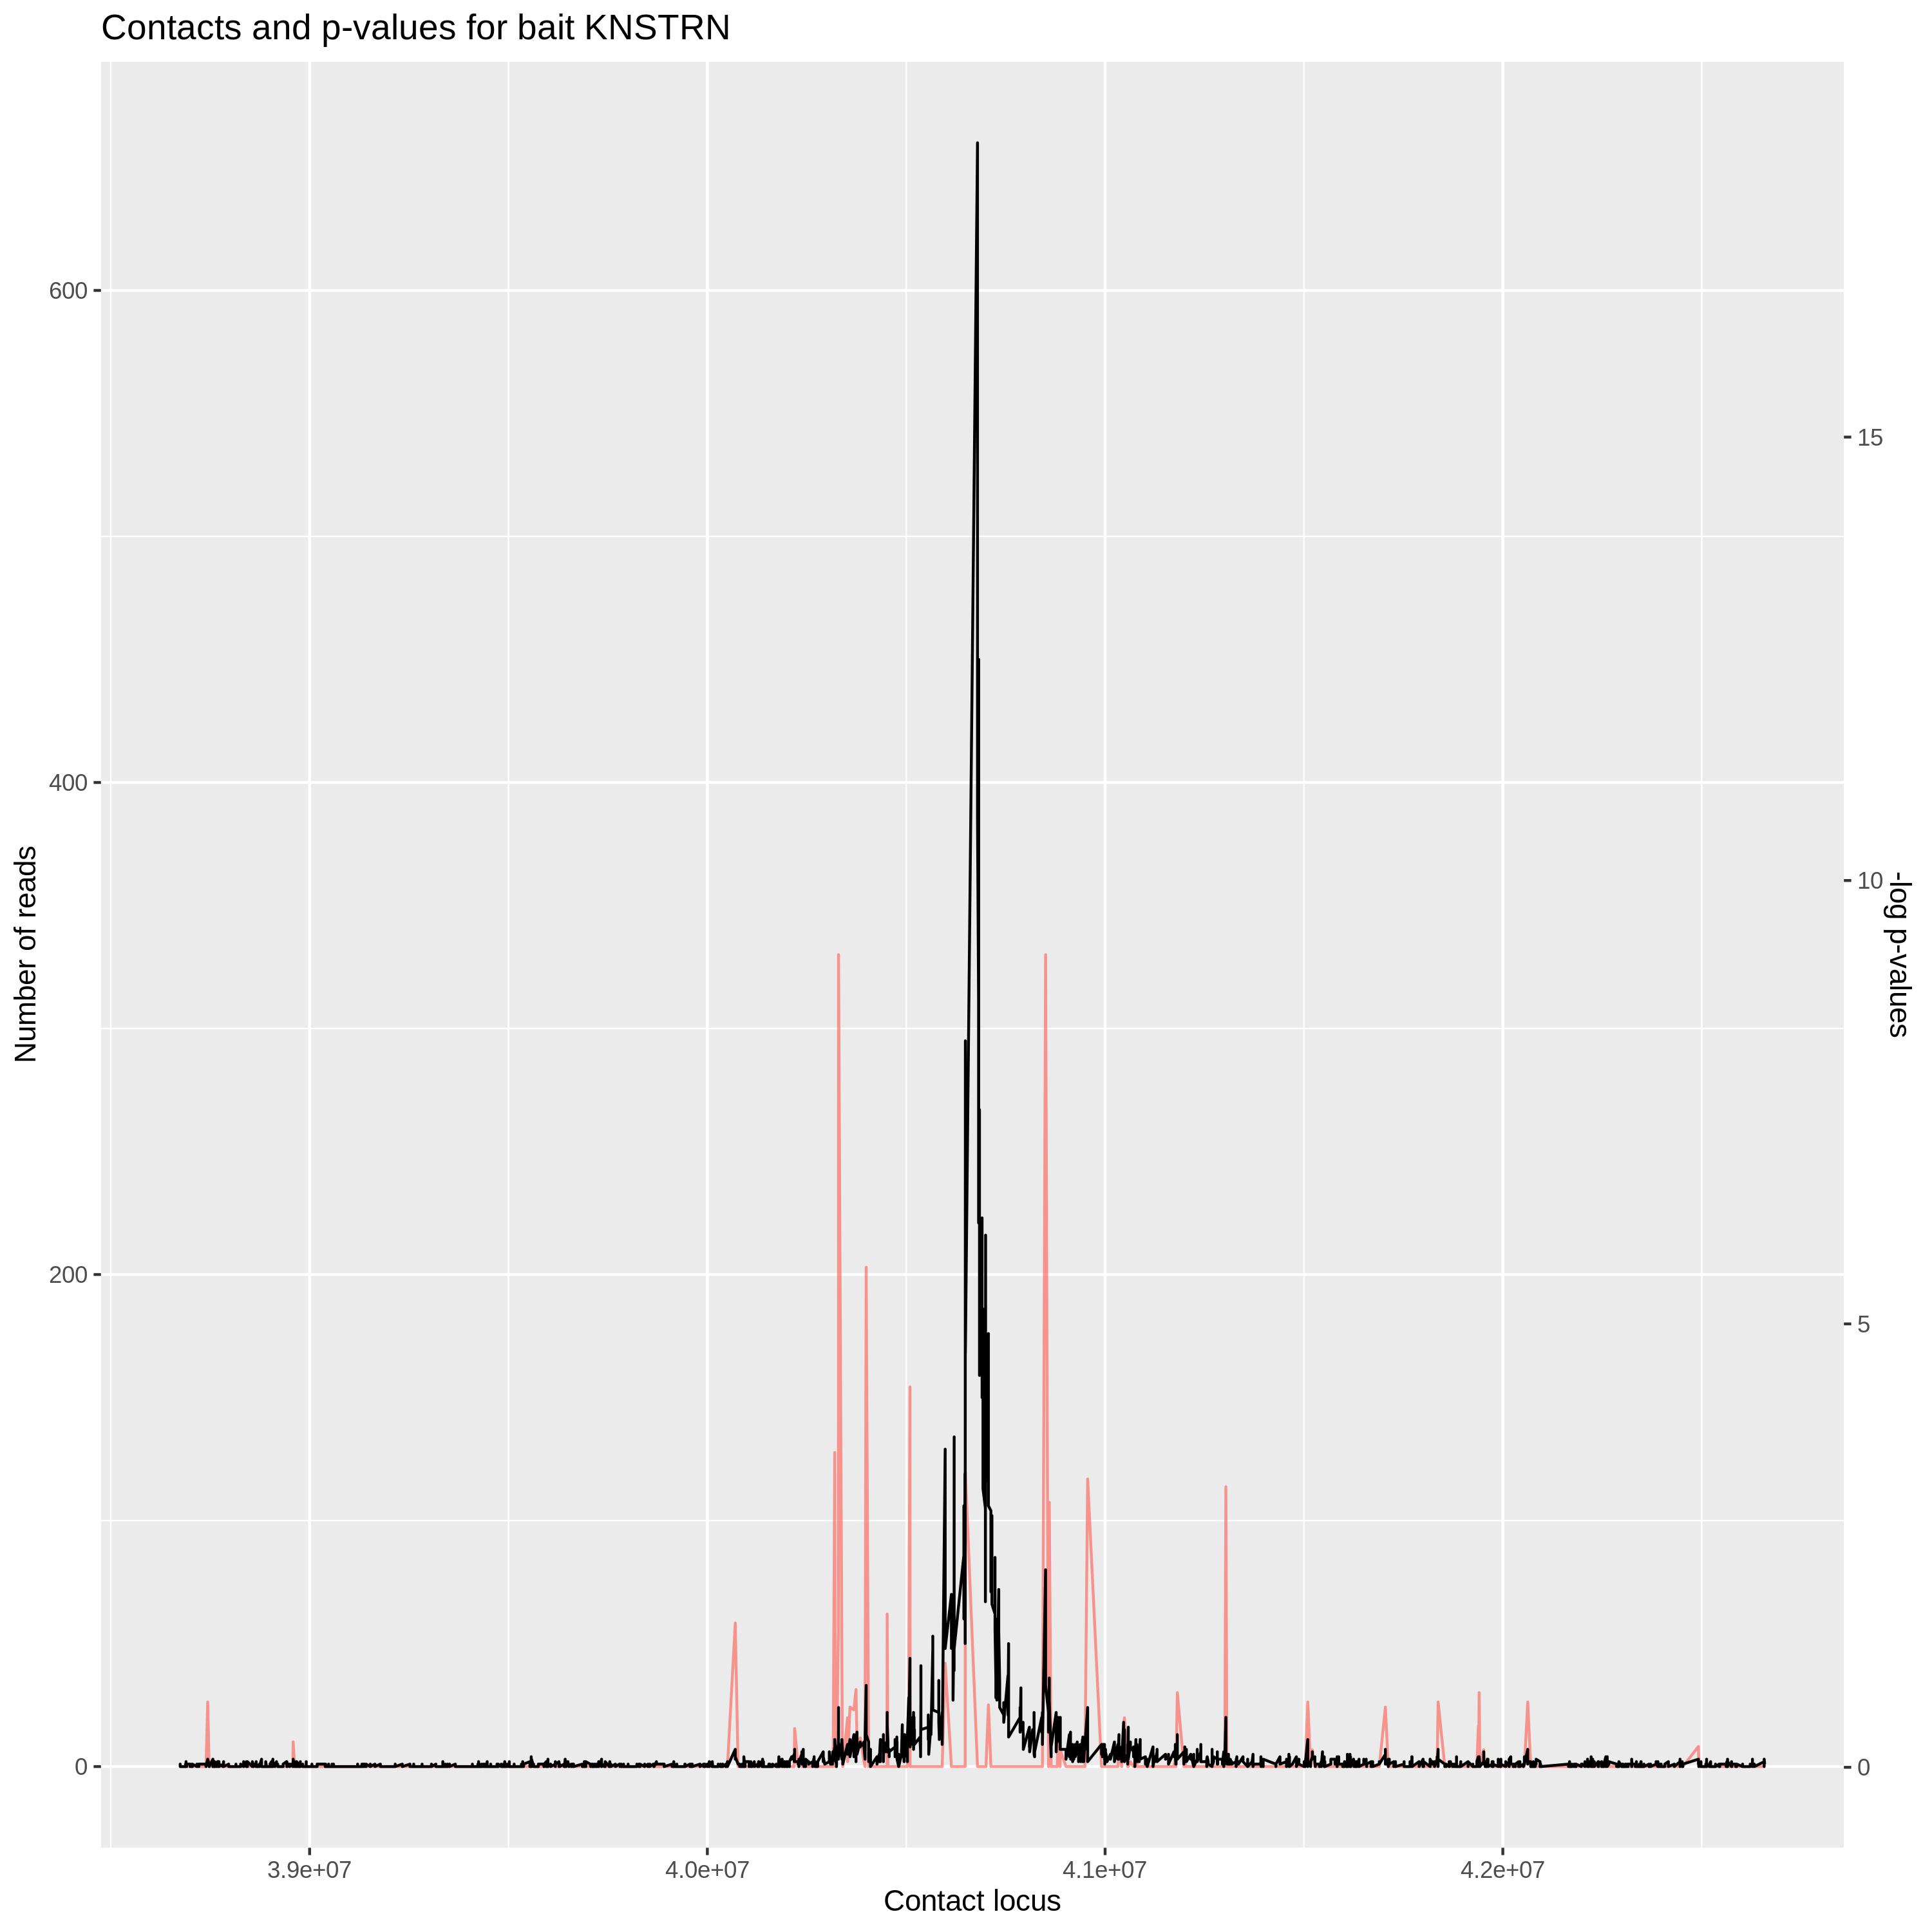 Contacts and p-values for bait KNSTRN
600
400
200
0
Number of reads
15
10
5
0
-log p-values
3.9e+07
4.0e+07
4.1e+07
4.2e+07
Contact locus